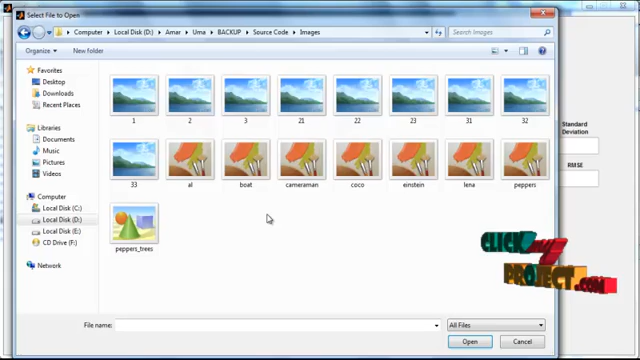 Select File to Open
Computer ▸ Local Disk (D:) ▸ Amar ▸ Uma ▸ BACKUP ▸ Source Code ▸ Images
Search Images
Organize
New folder
Favorites
Desktop
Downloads
Recent Places
Libraries
Documents
Music
Pictures
Videos
Computer
Local Disk (C:)
Local Disk (D:)
Local Disk (E:)
CD Drive (F:)
Network
1 2 3 21 22 23 31 32
33 al boat cameraman coco einstein lena peppers
peppers_trees
Standard
Deviation
RMSE
CLICK MY
PROJECT.COM
File name:
All Files
Open
Cancel